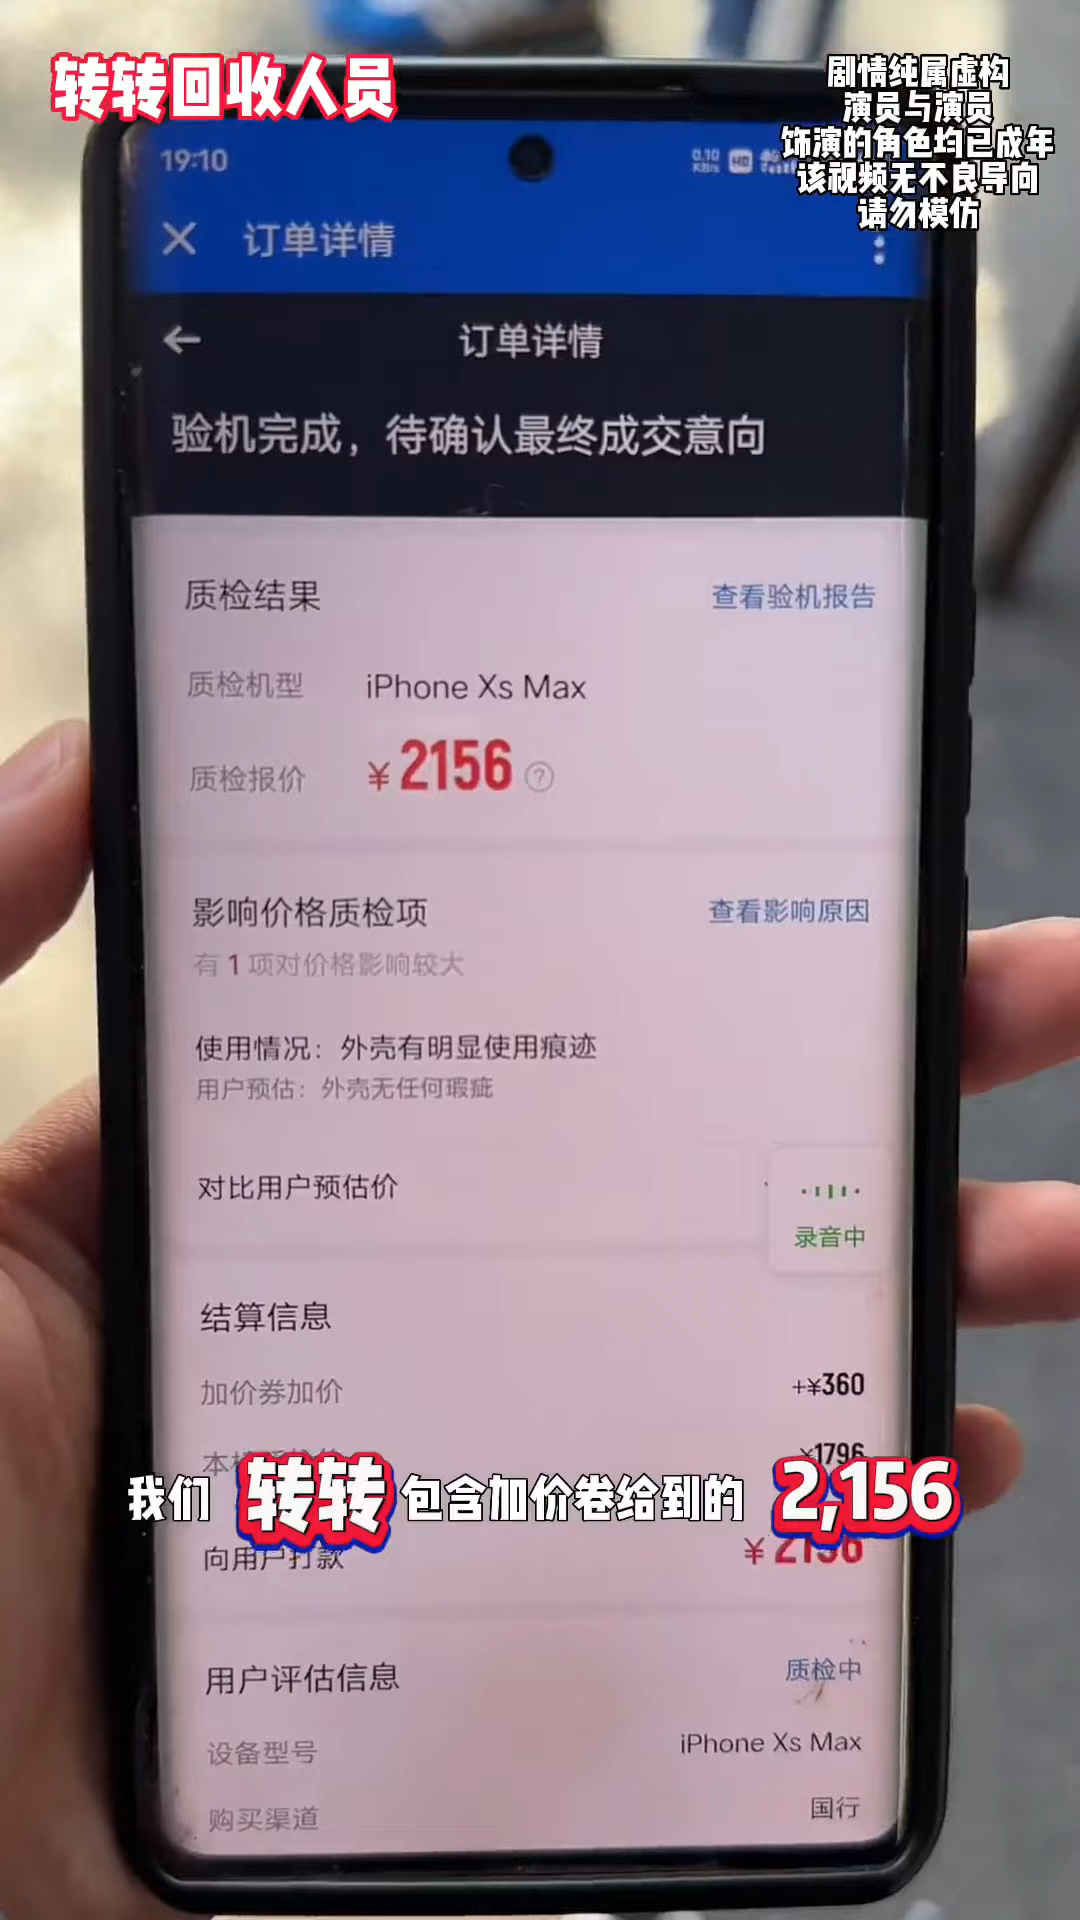 转转回收人员
剧情纯属虚构
演员与演员
饰演的角色均已成年
该视频无不良导向
请勿模仿
19:10
0.10
KB/s
HD
订单详情
订单详情
验机完成，待确认最终成交意向
质检结果
查看验机报告
质检机型
iPhone Xs Max
质检报价
¥2156
?
影响价格质检项
查看影响原因
有1项对价格影响较大
使用情况：外壳有明显使用痕迹
用户预估：外壳无任何瑕疵
对比用户预估价
录音中
结算信息
加价券加价
+¥360
¥1796
我们 转转 包含加价卷给到的 2,156
向用户打款
¥2156
用户评估信息
质检中
设备型号
iPhone Xs Max
购买渠道
国行